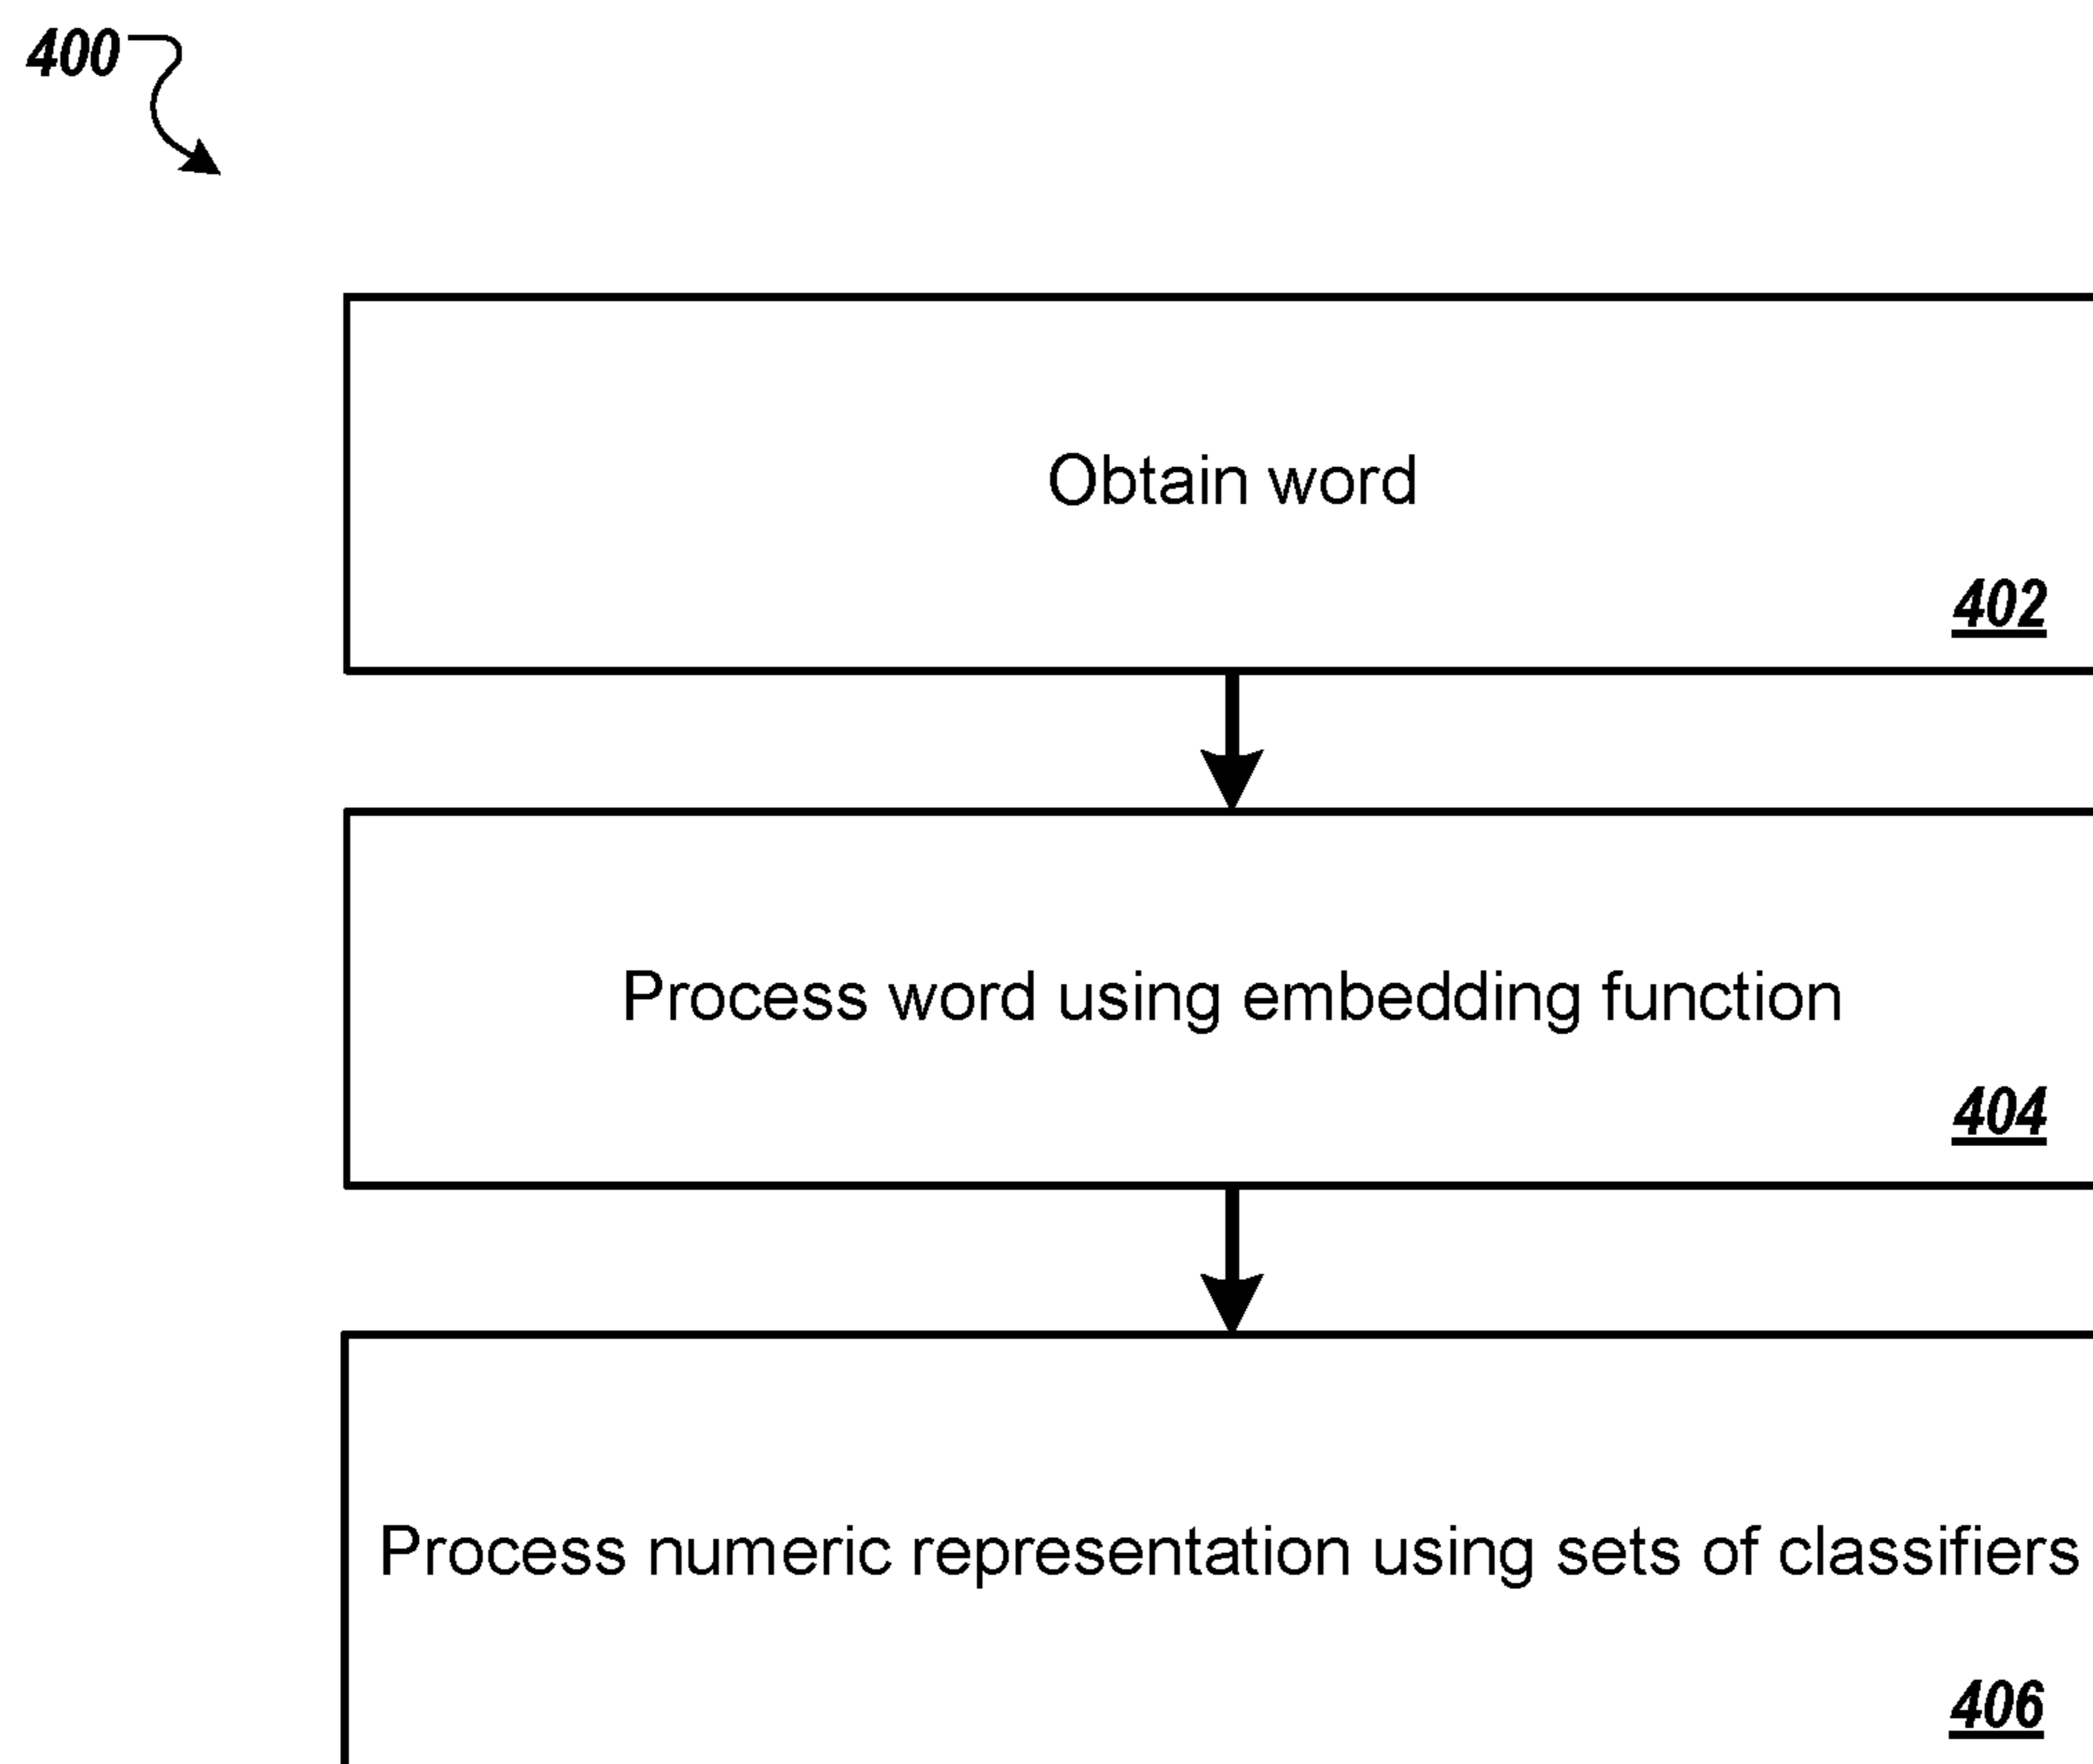 400
Obtain word
402
Process word using embedding function
404
Process numeric representation using sets of classifiers
406